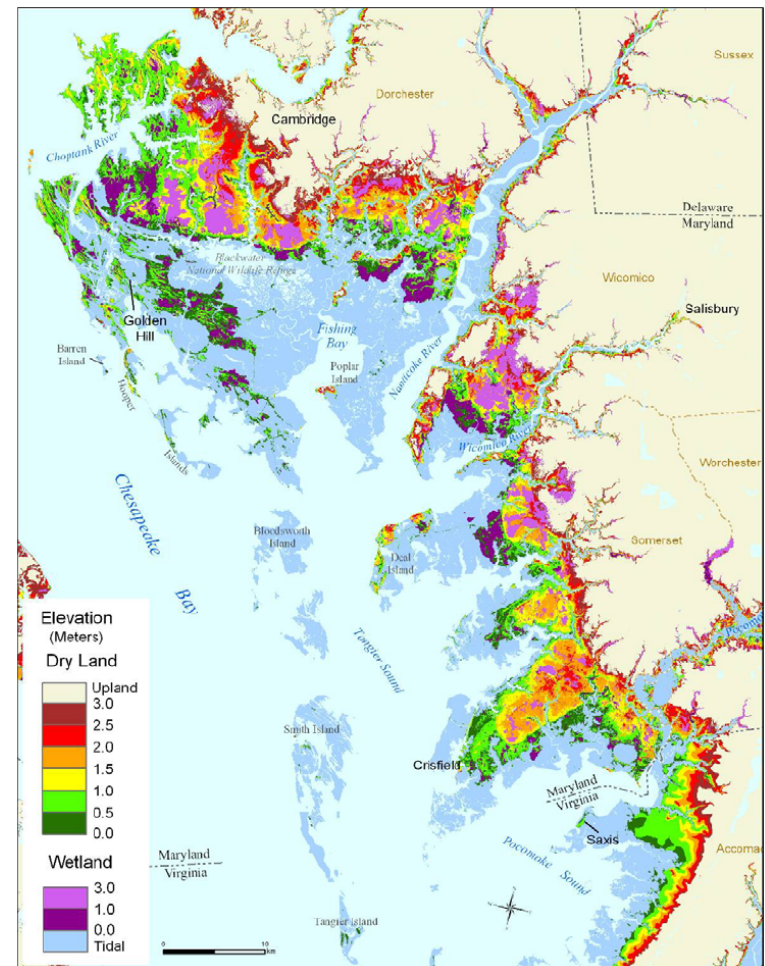 Sussex
Dorchester
Cambridge
Choptank River
Delaware
Maryland
Blackwater
National Wildlife Refuge
Wicomico
Salisbury
Golden
Hill
Fishing
Bay
Barren
Island
Poplar
Island
Nanticoke River
Hooper
Islands
Wicomico River
Worchester
Chesapeake
Bay
Bloodsworth
Island
Deal
Island
Somerset
Tangier Sound
Pocomo
Smith Island
Crisfield
Maryland
Virginia
Saxis
Pocomoke Sound
Accomac
Tangier Island
Elevation
(Meters)
Dry Land
Upland
3.0
2.5
2.0
1.5
1.0
0.5
0.0
Wetland
3.0
1.0
0.0
Tidal
Maryland
Virginia
0
10
km